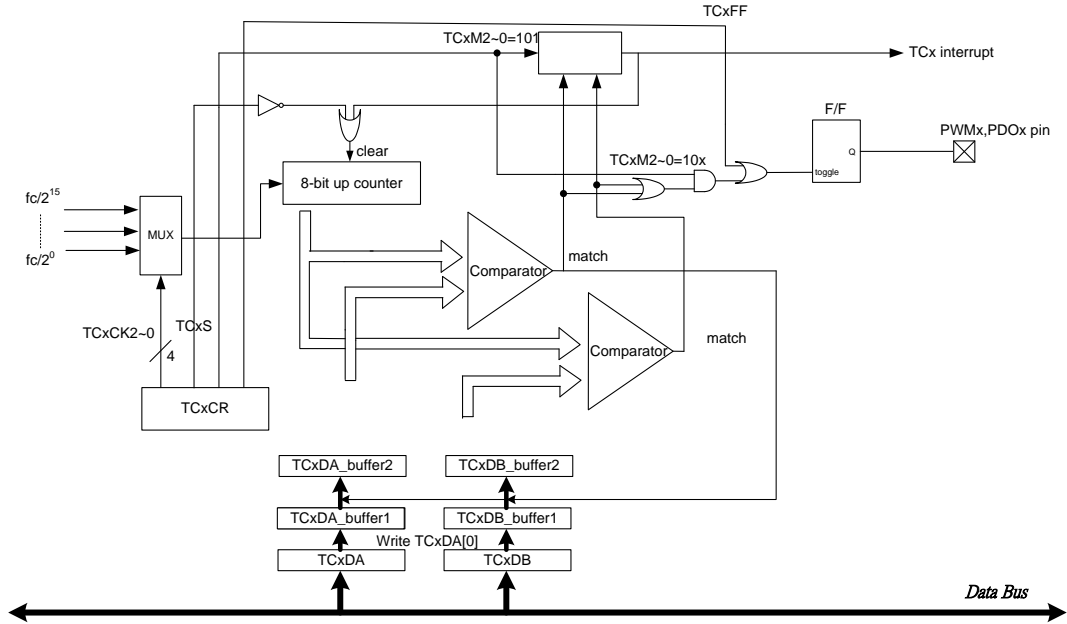 TCxFF
TCxM2~0=101
TCx interrupt
F/F
PWMx,PDOx pin
clear
TCxM2~0=10x
Q
toggle
8-bit up counter
fc/2¹⁵
MUX
fc/2⁰
match
Comparator
TCxCK2~0
TCxS
4
match
Comparator
TCxCR
TCxDA_buffer2
TCxDB_buffer2
TCxDA_buffer1
TCxDB_buffer1
Write TCxDA[0]
TCxDA
TCxDB
Data Bus